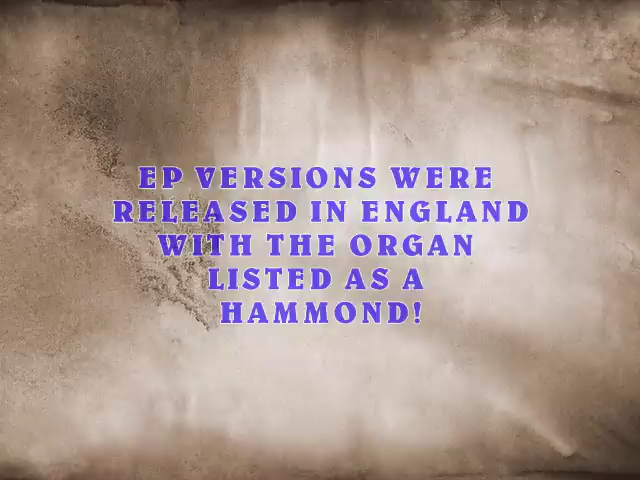 EP VERSIONS WERE
RELEASED IN ENGLAND
WITH THE ORGAN
LISTED AS A
HAMMOND!